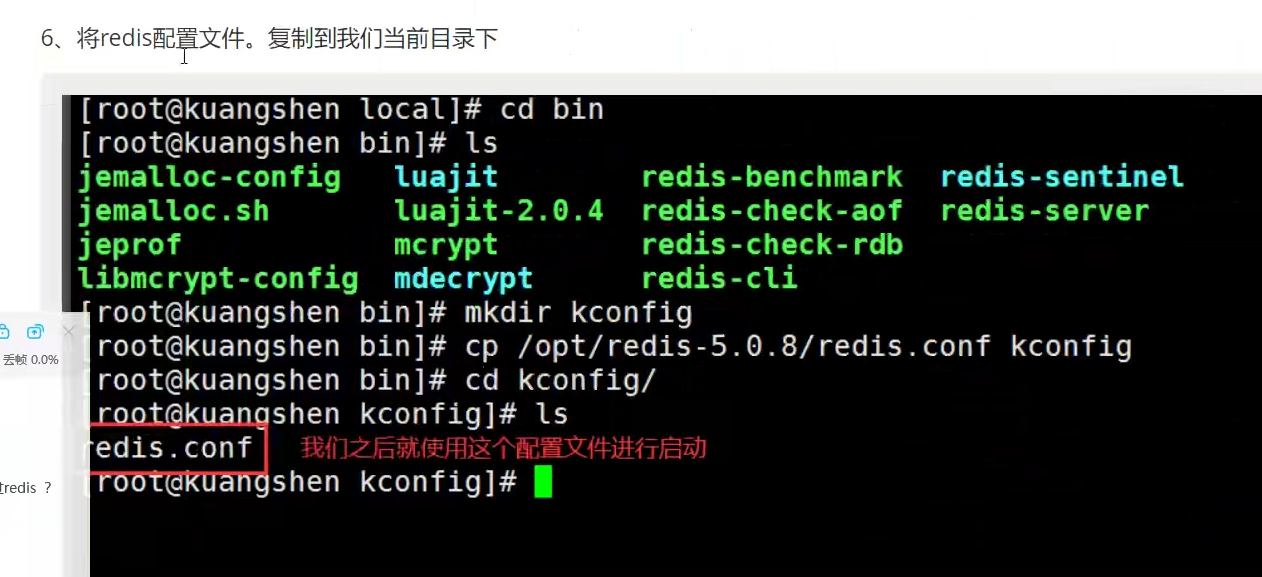 6、将redis配置文件。复制到我们当前目录下
[root@kuangshen local]# cd bin
[root@kuangshen bin]# ls
jemalloc-config luajit redis-benchmark redis-sentinel
jemalloc.sh luajit-2.0.4 redis-check-aof redis-server
jeprof mcrypt redis-check-rdb
libmcrypt-config mdecrypt redis-cli
[root@kuangshen bin]# mkdir kconfig
[root@kuangshen bin]# cp /opt/redis-5.0.8/redis.conf kconfig
[root@kuangshen bin]# cd kconfig/
[root@kuangshen kconfig]# ls
redis.conf 我们之后就使用这个配置文件进行启动
[root@kuangshen kconfig]#
丢帧 0.0%
redis ?